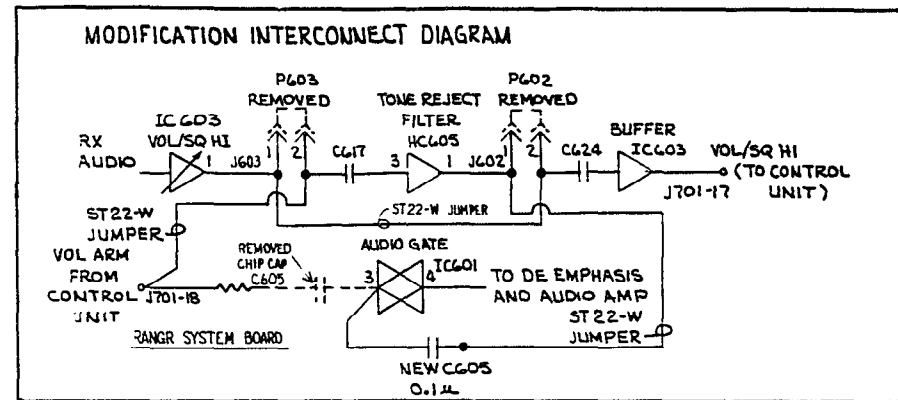 MODIFICATION INTERCONNECT DIAGRAM
P603
REMOVED
P602
REMOVED
IC 603
VOL/SQ HI
TONE REJECT
FILTER
HC605
BUFFER
IC603
RX
AUDIO
1
J603
1
2
C617
3
1
J602
1
2
C624
VOL/SQ HI
(TO CONTROL
UNIT)
J701-17
ST22-W
JUMPER
ST22-W JUMPER
VOL ARM
FROM
CONTROL
UNIT
J701-18
REMOVED
CHIP CAP
C605
AUDIO GATE
3
4
IC601
TO DE EMPHASIS
AND AUDIO AMP
ST22-W
JUMPER
RANGR SYSTEM BOARD
NEW C605
0.1µ